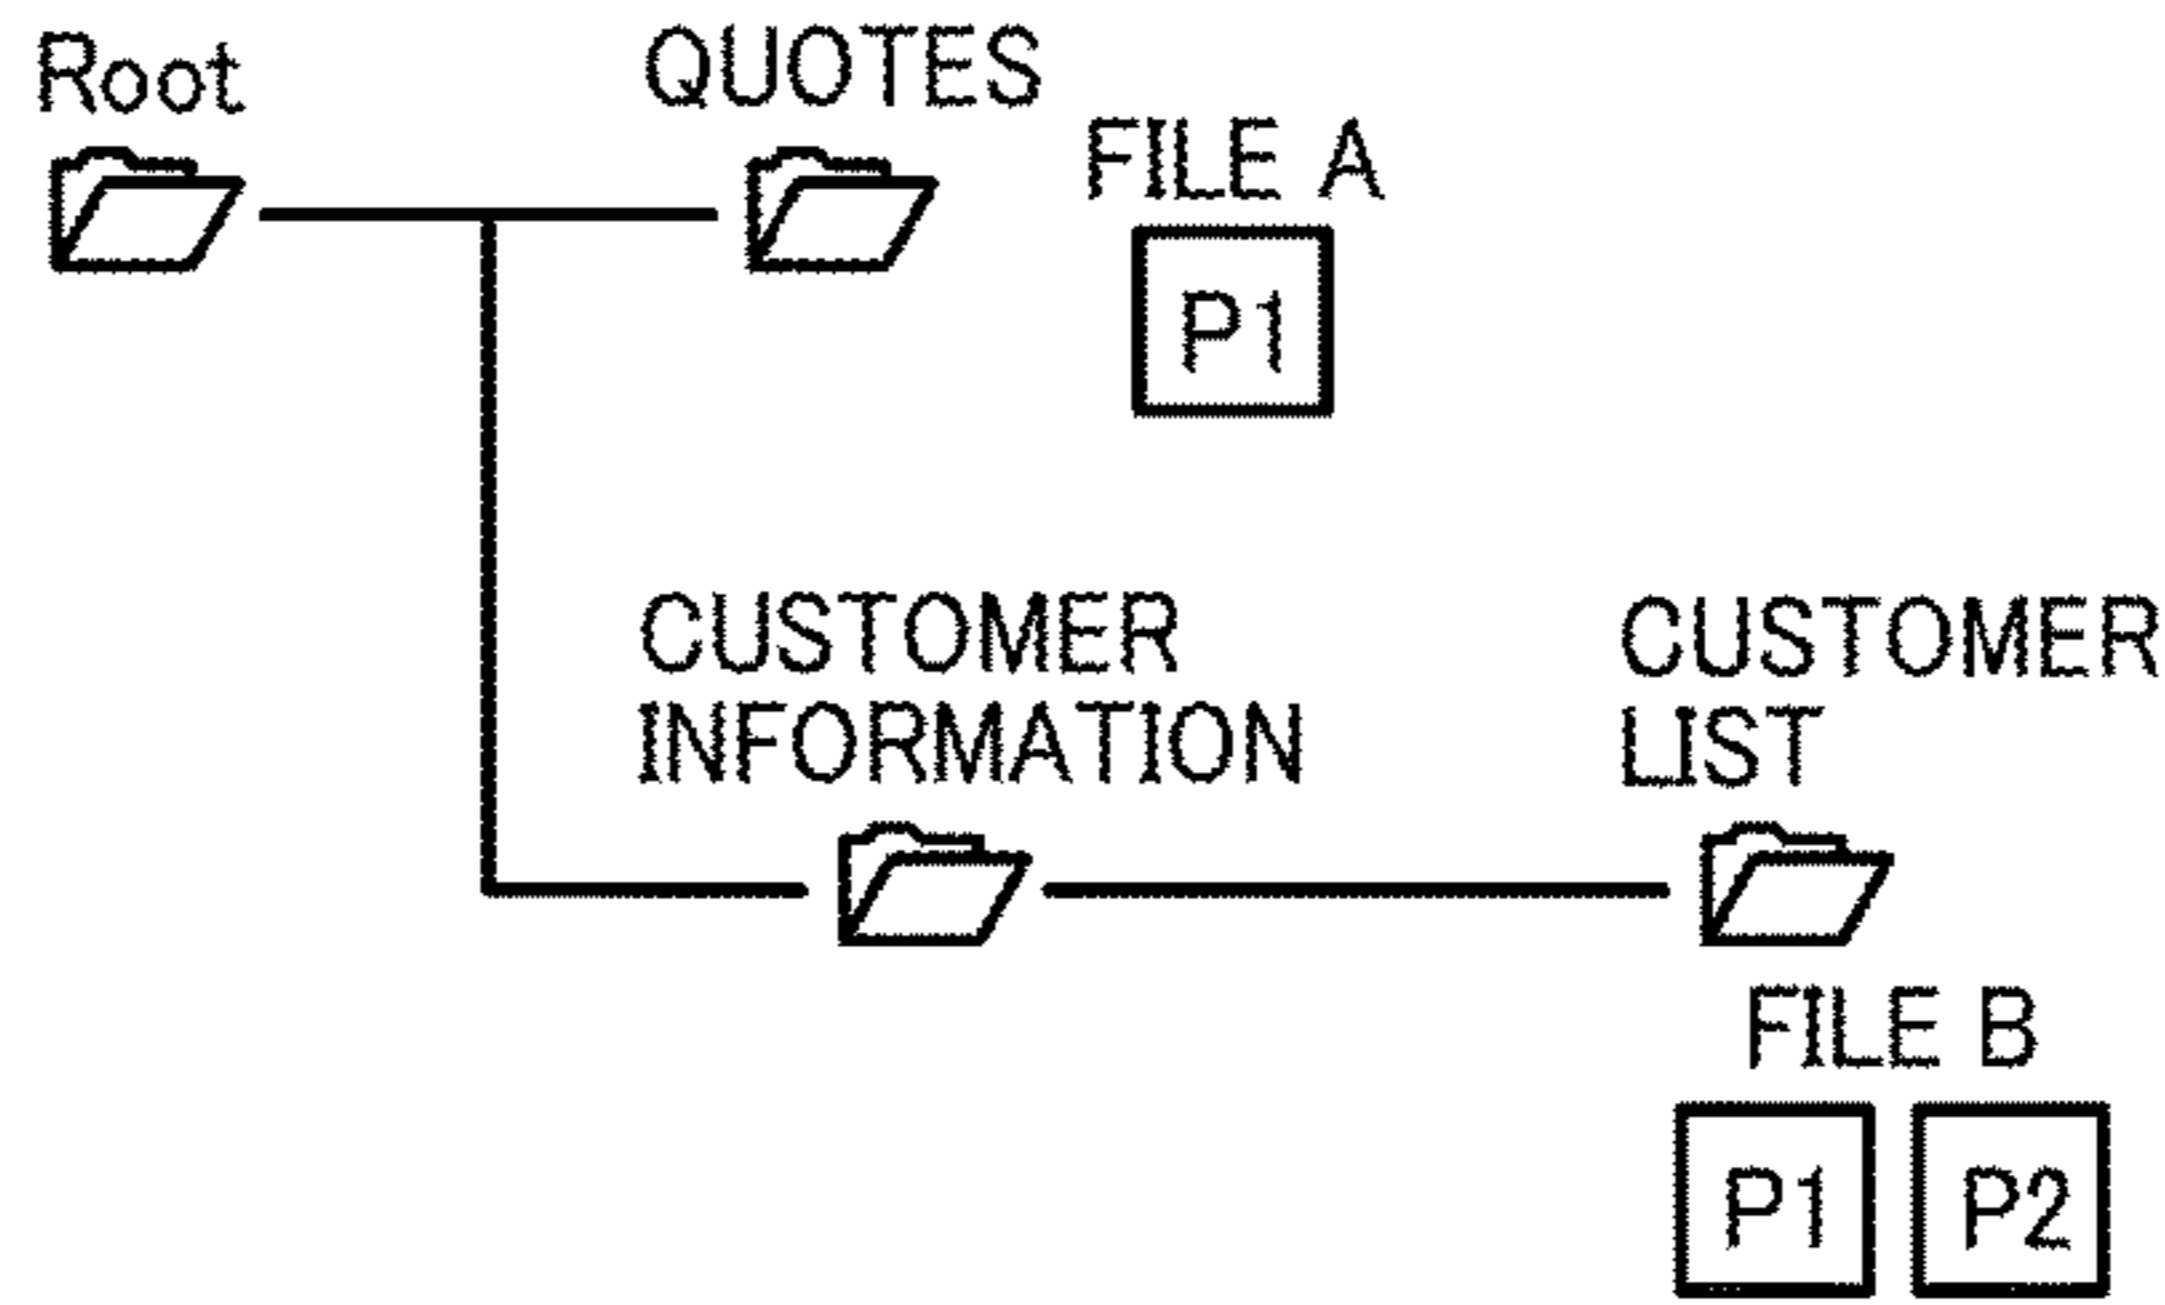 Root
QUOTES
FILE A
P1
CUSTOMER
INFORMATION
CUSTOMER
LIST
FILE B
P1
P2